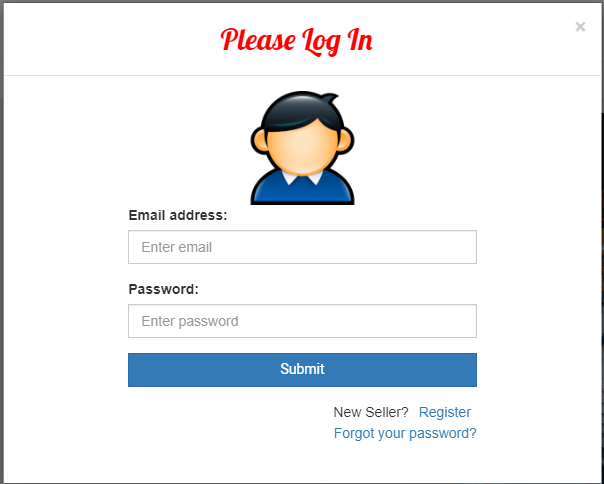 Please Log In
×
Email address:
Enter email
Password:
Enter password
Submit
New Seller? Register
Forgot your password?